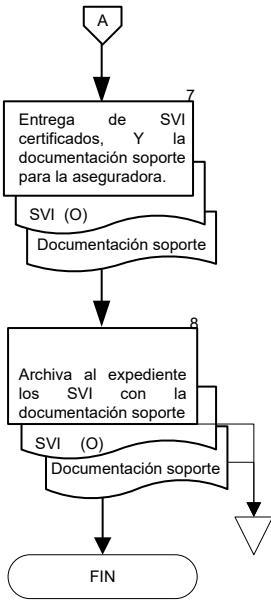 A
7
Entrega de SVI
certificados, Y la
documentación soporte
para la aseguradora.
SVI (O)
Documentación soporte
8
Archiva al expediente
los SVI con la
documentación soporte
SVI (O)
Documentación soporte
FIN